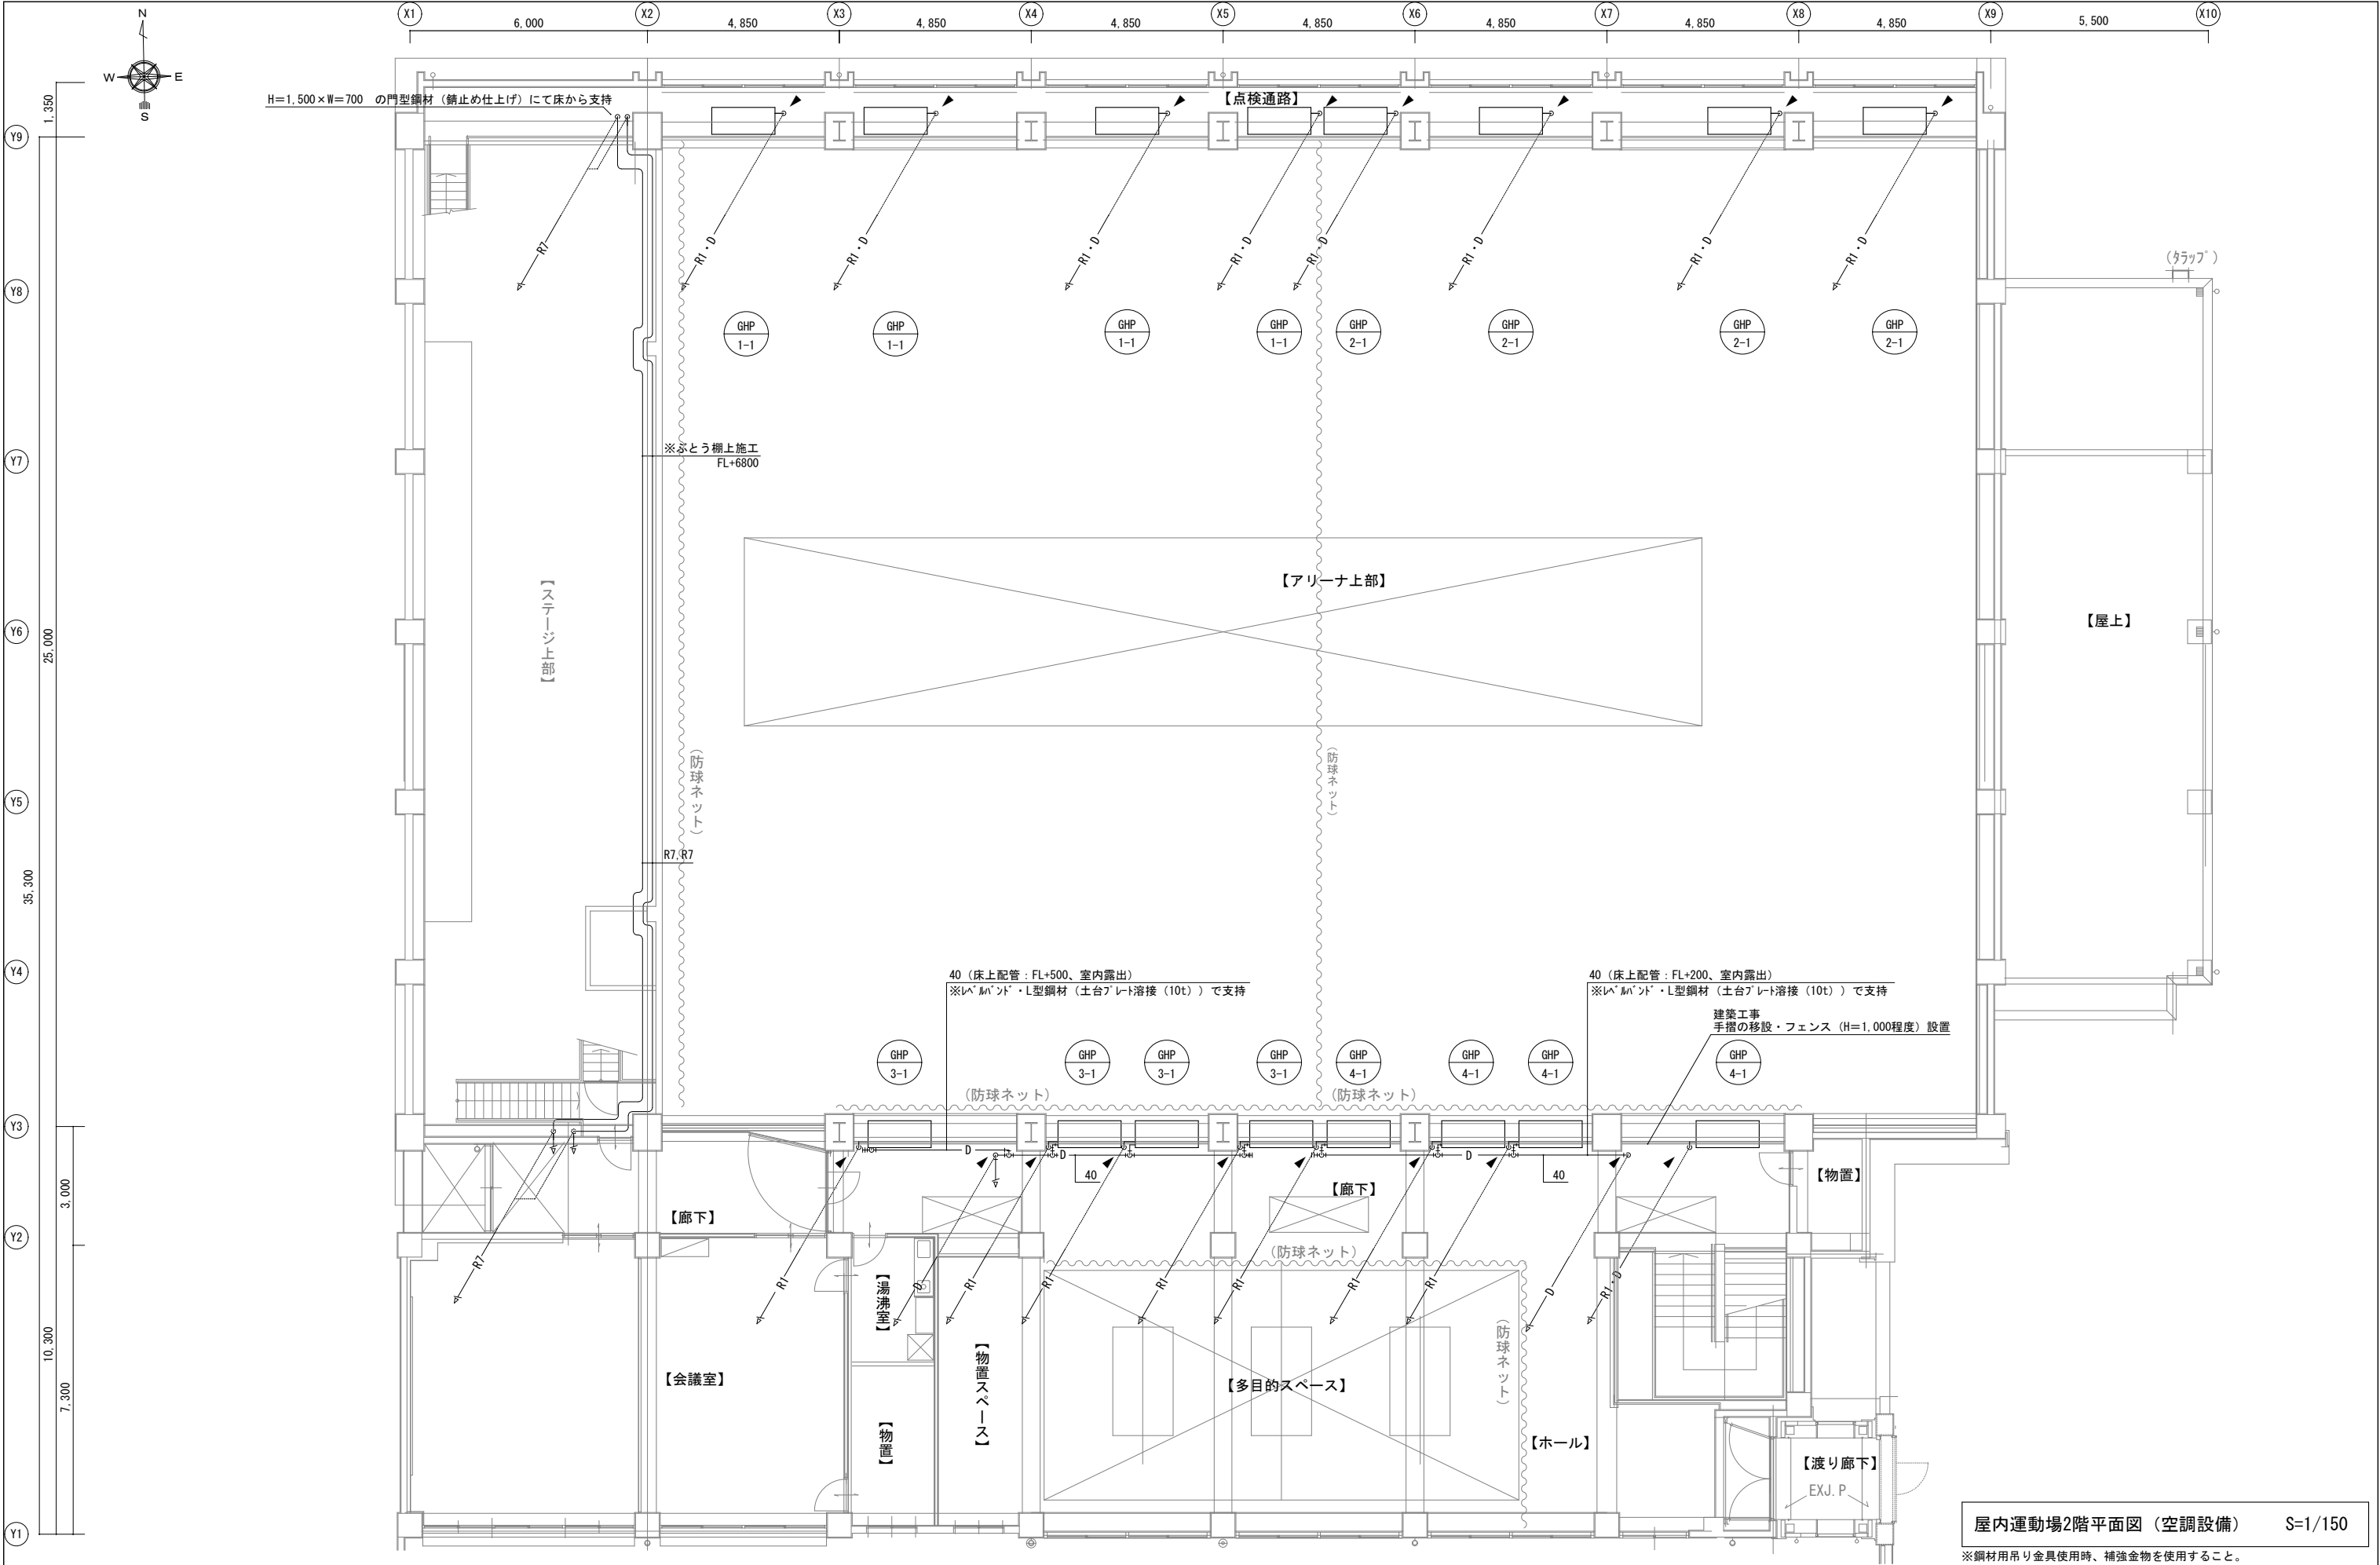 X1
X2
X3
X4
X5
X6
X7
X8
X9
X10
6,000
4,850
4,850
4,850
4,850
4,850
4,850
4,850
5,500
N
W
E
S
1,350
H=1,500×W=700 の門型鋼材（錆止め仕上げ）にて床から支持
【点検通路】
Y9
R7
R1・D
R1・D
R1・D
R1・D
R1・D
R1・D
R1・D
R1・D
（ﾀﾗｯﾌﾟ）
Y8
GHP
1-1
GHP
1-1
GHP
1-1
GHP
1-1
GHP
2-1
GHP
2-1
GHP
2-1
GHP
2-1
※ぶとう棚上施工
FL+6800
Y7
【アリーナ上部】
【ステージ上部】
【屋上】
Y6
25,000
（防球ネット）
（防球ネット）
Y5
R7,R7
35,300
Y4
40（床上配管：FL+500、室内露出）
※ﾚﾍﾞﾙﾊﾞﾝﾄﾞ・L型鋼材（土台ﾌﾟﾚｰﾄ溶接（10t））で支持
40（床上配管：FL+200、室内露出）
※ﾚﾍﾞﾙﾊﾞﾝﾄﾞ・L型鋼材（土台ﾌﾟﾚｰﾄ溶接（10t））で支持
建築工事
手摺の移設・フェンス（H=1,000程度）設置
GHP
3-1
GHP
3-1
GHP
3-1
GHP
3-1
GHP
4-1
GHP
4-1
GHP
4-1
GHP
4-1
（防球ネット）
（防球ネット）
Y3
D
D
D
40
40
【廊下】
【廊下】
【物置】
3,000
Y2
（防球ネット）
R7
R1
D
R1
R1
R1
R1
R1
R1
D
R1・D
【湯沸室】
（防球ネット）
10,300
7,300
【会議室】
【物置スペース】
【多目的スペース】
【物置】
【ホール】
【渡り廊下】
EXJ.P
Y1
屋内運動場2階平面図（空調設備） S=1/150
※鋼材用吊り金具使用時、補強金物を使用すること。